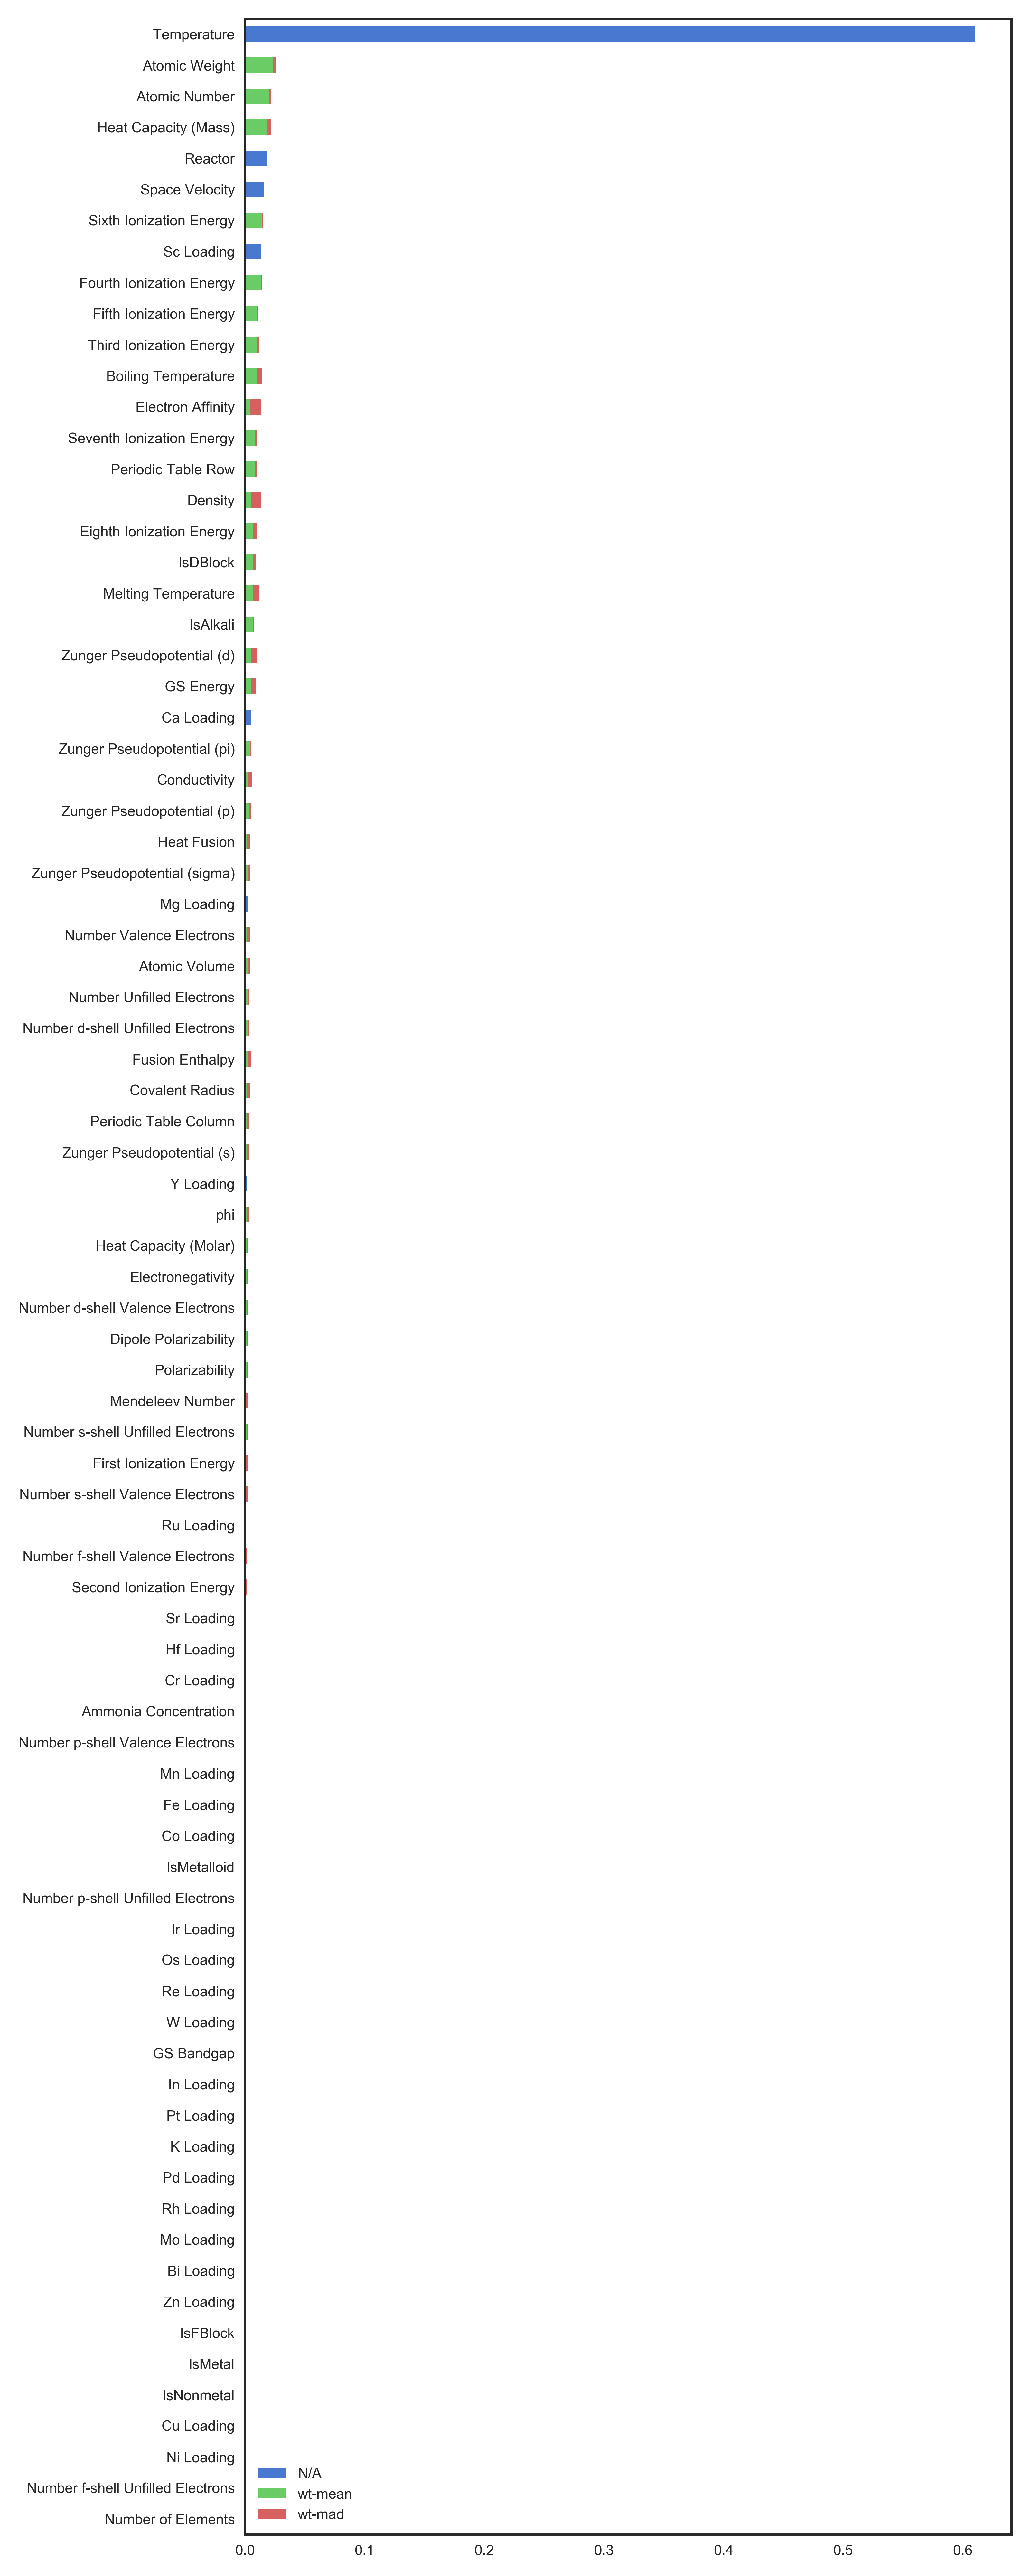 Temperature
Atomic Weight
Atomic Number
Heat Capacity (Mass)
Reactor
Space Velocity
Sixth Ionization Energy
Sc Loading
Fourth Ionization Energy
Fifth Ionization Energy
Third Ionization Energy
Boiling Temperature
Electron Affinity
Seventh Ionization Energy
Periodic Table Row
Density
Eighth Ionization Energy
IsDBlock
Melting Temperature
IsAlkali
Zunger Pseudopotential (d)
GS Energy
Ca Loading
Zunger Pseudopotential (pi)
Conductivity
Zunger Pseudopotential (p)
Heat Fusion
Zunger Pseudopotential (sigma)
Mg Loading
Number Valence Electrons
Atomic Volume
Number Unfilled Electrons
Number d-shell Unfilled Electrons
Fusion Enthalpy
Covalent Radius
Periodic Table Column
Zunger Pseudopotential (s)
Y Loading
phi
Heat Capacity (Molar)
Electronegativity
Number d-shell Valence Electrons
Dipole Polarizability
Polarizability
Mendeleev Number
Number s-shell Unfilled Electrons
First Ionization Energy
Number s-shell Valence Electrons
Ru Loading
Number f-shell Valence Electrons
Second Ionization Energy
Sr Loading
Hf Loading
Cr Loading
Ammonia Concentration
Number p-shell Valence Electrons
Mn Loading
Fe Loading
Co Loading
IsMetalloid
Number p-shell Unfilled Electrons
Ir Loading
Os Loading
Re Loading
W Loading
GS Bandgap
In Loading
Pt Loading
K Loading
Pd Loading
Rh Loading
Mo Loading
Bi Loading
Zn Loading
IsFBlock
IsMetal
IsNonmetal
Cu Loading
Ni Loading
Number f-shell Unfilled Electrons
Number of Elements
N/A
wt-mean
wt-mad
0.0 0.1 0.2 0.3 0.4 0.5 0.6